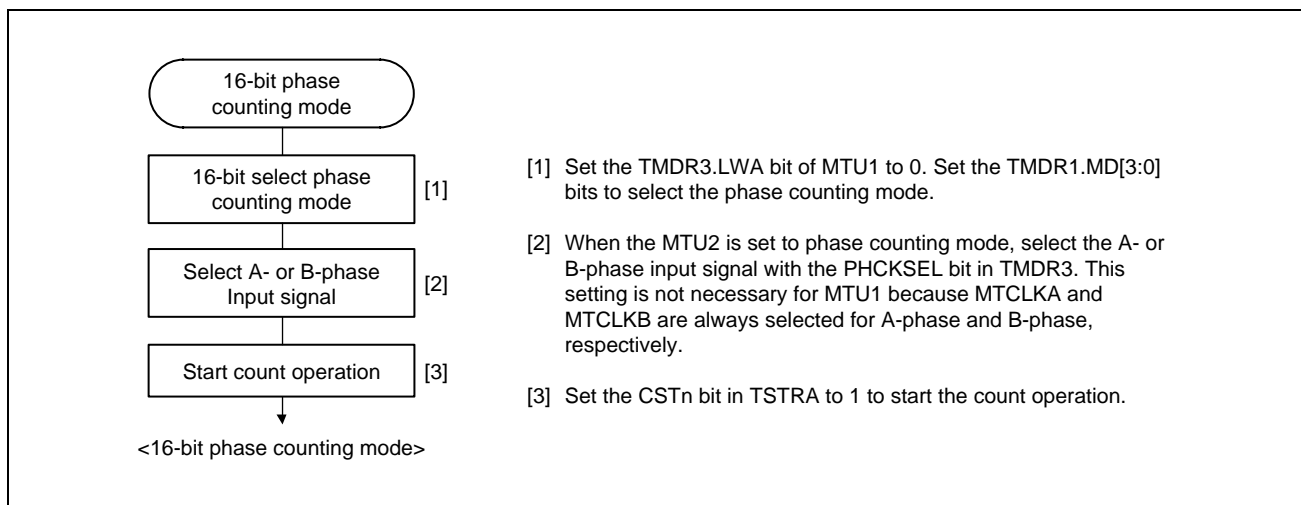 16-bit phase
counting mode
16-bit select phase
counting mode
[1]
Select A- or B-phase
Input signal
[2]
Start count operation
[3]
<16-bit phase counting mode>
[1] Set the TMDR3.LWA bit of MTU1 to 0. Set the TMDR1.MD[3:0]
bits to select the phase counting mode.
[2] When the MTU2 is set to phase counting mode, select the A- or
B-phase input signal with the PHCKSEL bit in TMDR3. This
setting is not necessary for MTU1 because MTCLKA and
MTCLKB are always selected for A-phase and B-phase,
respectively.
[3] Set the CSTn bit in TSTRA to 1 to start the count operation.